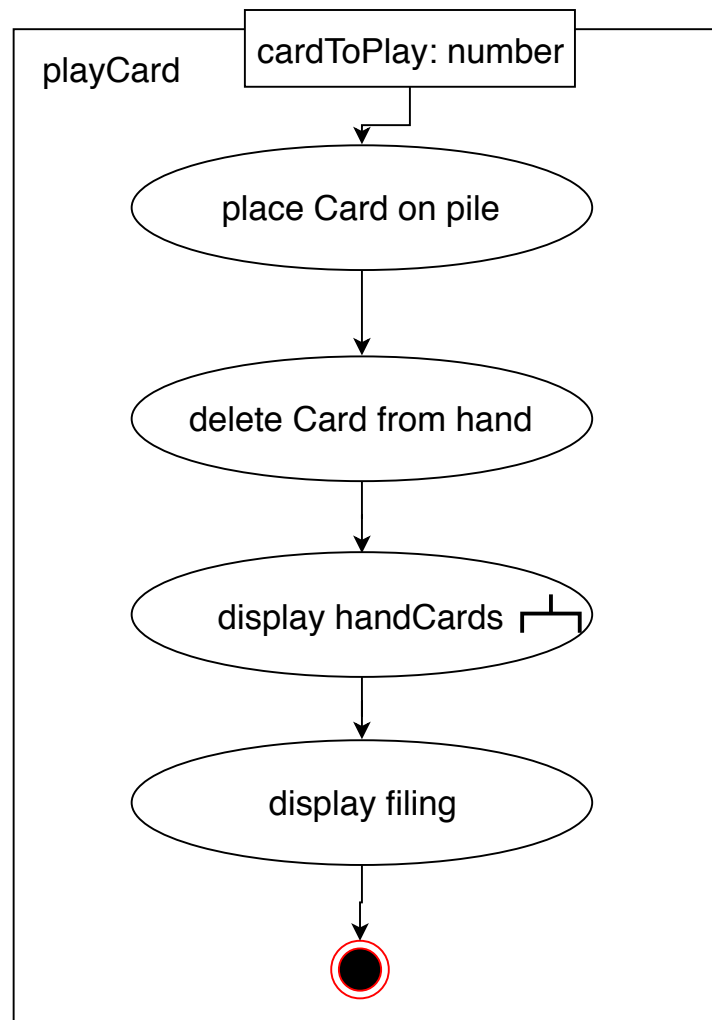 cardToPlay: number
playCard
place Card on pile
delete Card from hand
display handCards
display filing